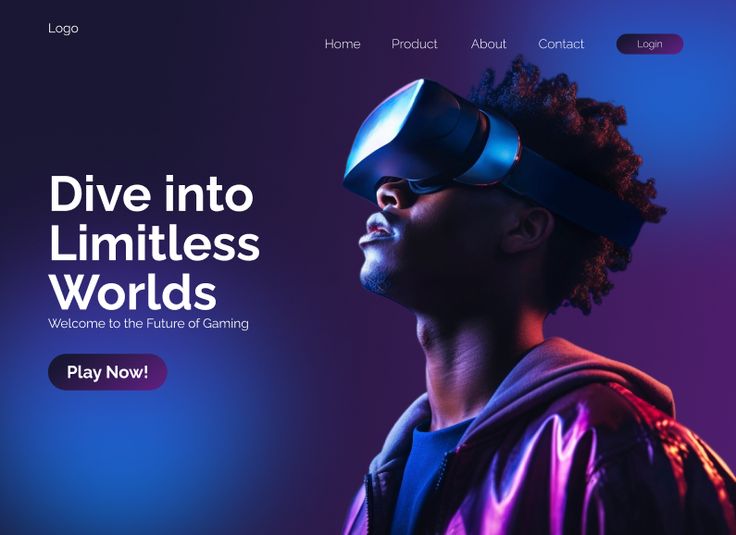 Logo
Home Product About Contact Login
Dive into
Limitless
Worlds
Welcome to the Future of Gaming
Play Now!